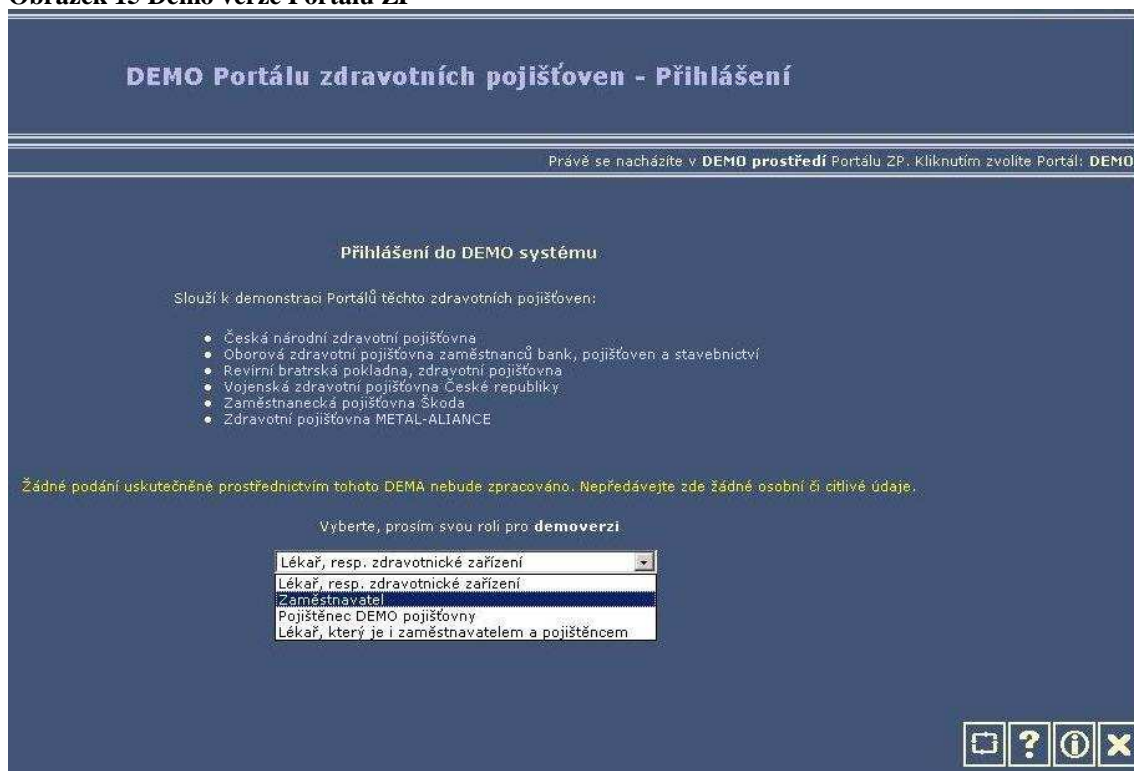 Obrázek 15 Demo verze Portálu ZP
DEMO Portálu zdravotních pojišťoven - Přihlášení
Právě se nacházíte v DEMO prostředí Portálu ZP. Kliknutím zvolíte Portál: DEMO
Přihlášení do DEMO systému
Slouží k demonstraci Portálů těchto zdravotních pojišťoven:
• Česká národní zdravotní pojišťovna
• Oborová zdravotní pojišťovna zaměstnanců bank, pojišťoven a stavebnictví
• Revírní bratrská pokladna, zdravotní pojišťovna
• Vojenská zdravotní pojišťovna České republiky
• Zaměstnanecká pojišťovna Škoda
• Zdravotní pojišťovna METAL-ALIANCE
Žádné podání uskutečněné prostřednictvím tohoto DEMA nebude zpracováno. Nepředávejte zde žádné osobní či citlivé údaje.
Vyberte, prosím svou roli pro demoverzi
Lékař, resp. zdravotnické zařízení
Lékař, resp. zdravotnické zařízení
Zaměstnavatel
Pojištěnec DEMO pojišťovny
Lékař, který je i zaměstnavatelem a pojištěncem